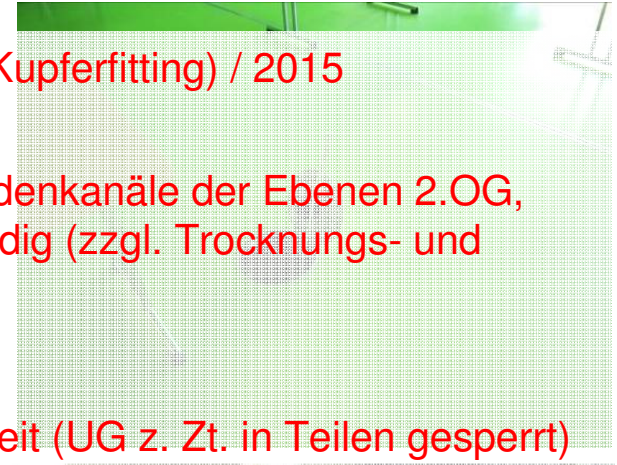 Kupferfitting) / 2015
denkanäle der Ebenen 2.OG,
dig (zzgl. Trocknungs- und
eit (UG z. Zt. in Teilen gesperrt)